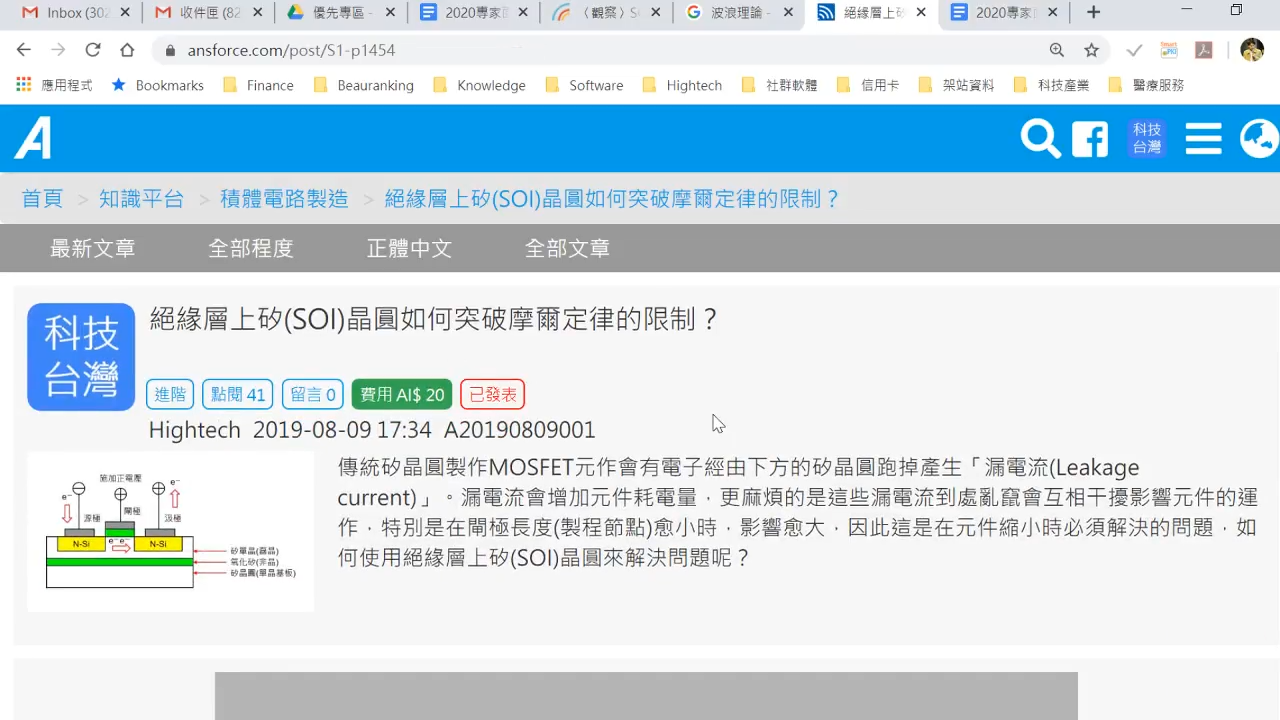 Inbox (30
收件匣 (82
優先專區 -
2020專家
〈觀察〉S
波浪理論 -
絕緣層上矽
2020專家
ansforce.com/post/S1-p1454
應用程式
Bookmarks
Finance
Beauranking
Knowledge
Software
Hightech
社群軟體
信用卡
架站資料
科技產業
醫療服務
A
科技
台灣
首頁 > 知識平台 > 積體電路製造 > 絕緣層上矽(SOI)晶圓如何突破摩爾定律的限制？
最新文章 全部程度 正體中文 全部文章
科技
台灣
絕緣層上矽(SOI)晶圓如何突破摩爾定律的限制？
進階 點閱 41 留言 0 費用 AI$ 20 已發表
Hightech 2019-08-09 17:34 A20190809001
傳統矽晶圓製作MOSFET元作會有電子經由下方的矽晶圓跑掉產生「漏電流(Leakage
current)」。漏電流會增加元件耗電量，更麻煩的是這些漏電流到處亂竄會互相干擾影響元件的運
作，特別是在閘極長度(製程節點)愈小時，影響愈大，因此這是在元件縮小時必須解決的問題，如
何使用絕緣層上矽(SOI)晶圓來解決問題呢？
施加正電壓
e⁻
e⁻
源極
閘極
汲極
N-Si
e⁻ e⁻
N-Si
矽單晶(磊晶)
氧化矽(非晶)
矽晶圓(單晶基板)